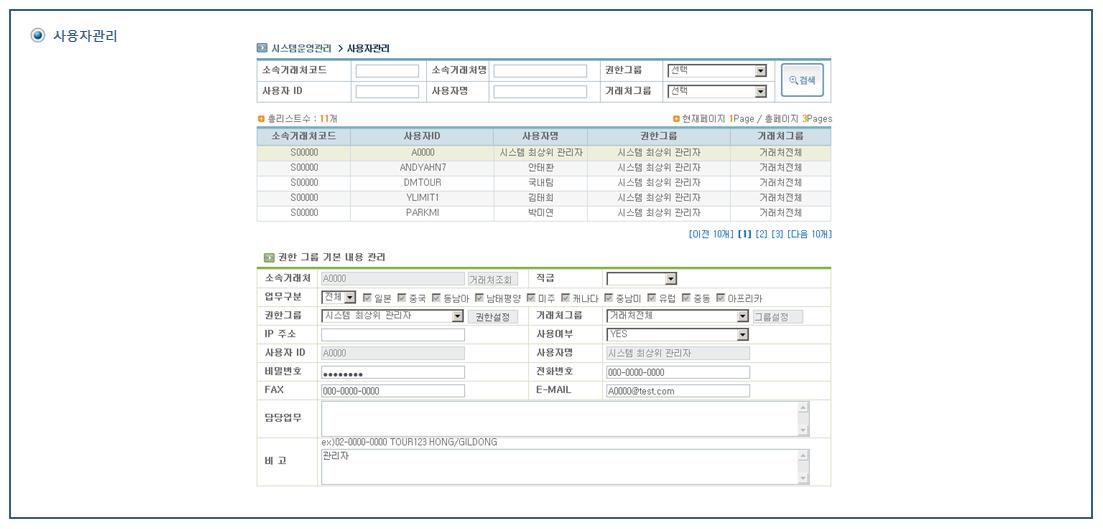 사용자관리
시스템운영관리 > 사용자관리
소속거래처코드 소속거래처명 권한그룹 선택 검색
사용자 ID 사용자명 거래처그룹 선택
총리스트수 : 11개 현재페이지 1Page / 총페이지 3Pages
소속거래처코드 사용자ID 사용자명 권한그룹 거래처그룹
S00000 A0000 시스템 최상위 관리자 시스템 최상위 관리자 거래처전체
S00000 ANDYAHN7 안태환 시스템 최상위 관리자 거래처전체
S00000 DMTOUR 국내팀 시스템 최상위 관리자 거래처전체
S00000 YLIMIT1 김태희 시스템 최상위 관리자 거래처전체
S00000 PARKMI 박미연 시스템 최상위 관리자 거래처전체
[이전 10개] [1] [2] [3] [다음 10개]
권한 그룹 기본 내용 관리
소속거래처 A0000 거래처조회 직급
업무구분 전체 일본 중국 동남아 남태평양 미주 캐나다 중남미 유럽 중동 아프리카
권한그룹 시스템 최상위 관리자 권한설정 거래처그룹 거래처전체 그룹설정
IP 주소 사용여부 YES
사용자 ID A0000 사용자명 시스템 최상위 관리자
비밀번호 ●●●●●●●● 전화번호 000-0000-0000
FAX 000-0000-0000 E-MAIL A0000@test.com
담당업무
ex)02-0000-0000 TOUR123 HONG/GILDONG
비 고 관리자